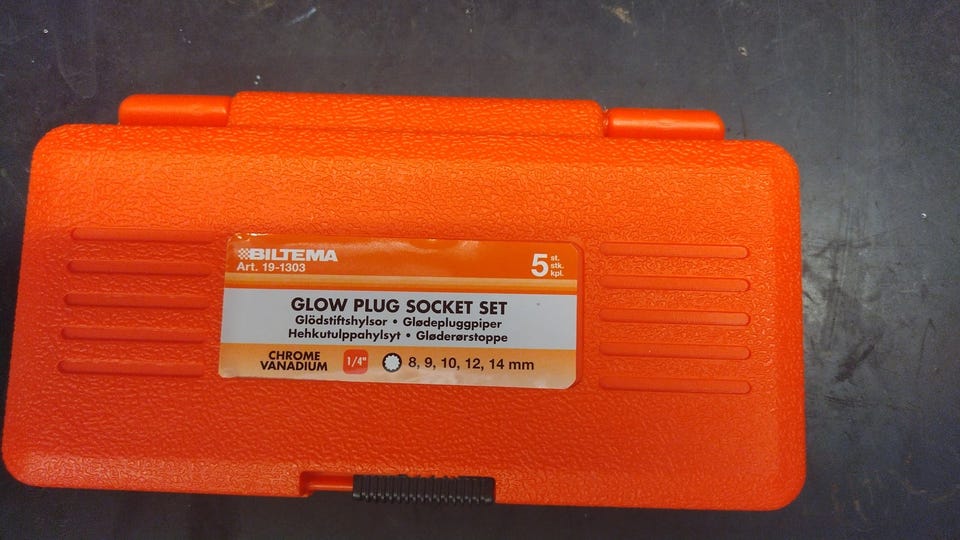 BILTEMA
Art. 19-1303
5 st.
stk.
kpl.
GLOW PLUG SOCKET SET
Glödstiftshylsor • Glødepluggpiper
Hehkutulppahylsyt • Gløderørstoppe
CHROME
VANADIUM
1/4"
8, 9, 10, 12, 14 mm